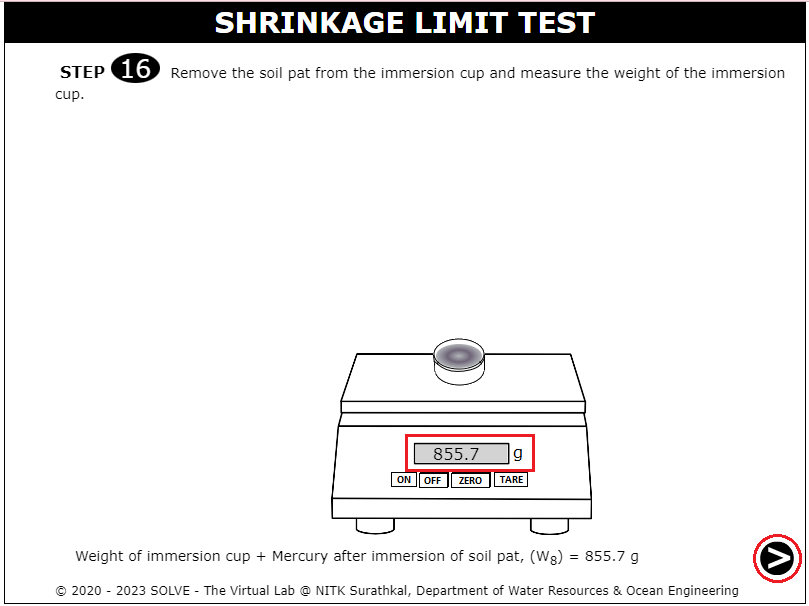 SHRINKAGE LIMIT TEST
STEP 16 Remove the soil pat from the immersion cup and measure the weight of the immersion
cup.
855.7 g
ON OFF ZERO TARE
Weight of immersion cup + Mercury after immersion of soil pat, (W8) = 855.7 g
© 2020 - 2023 SOLVE - The Virtual Lab @ NITK Surathkal, Department of Water Resources & Ocean Engineering